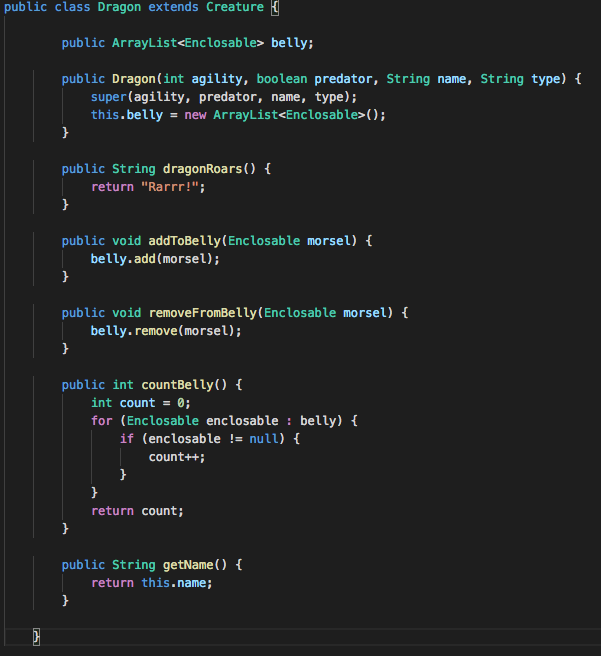 public class Dragon extends Creature {
public ArrayList<Enclosable> belly;
public Dragon(int agility, boolean predator, String name, String type) {
super(agility, predator, name, type);
this.belly = new ArrayList<Enclosable>();
}
public String dragonRoars() {
return "Rarrr!";
}
public void addToBelly(Enclosable morsel) {
belly.add(morsel);
}
public void removeFromBelly(Enclosable morsel) {
belly.remove(morsel);
}
public int countBelly() {
int count = 0;
for (Enclosable enclosable : belly) {
if (enclosable != null) {
count++;
}
}
return count;
}
public String getName() {
return this.name;
}
}